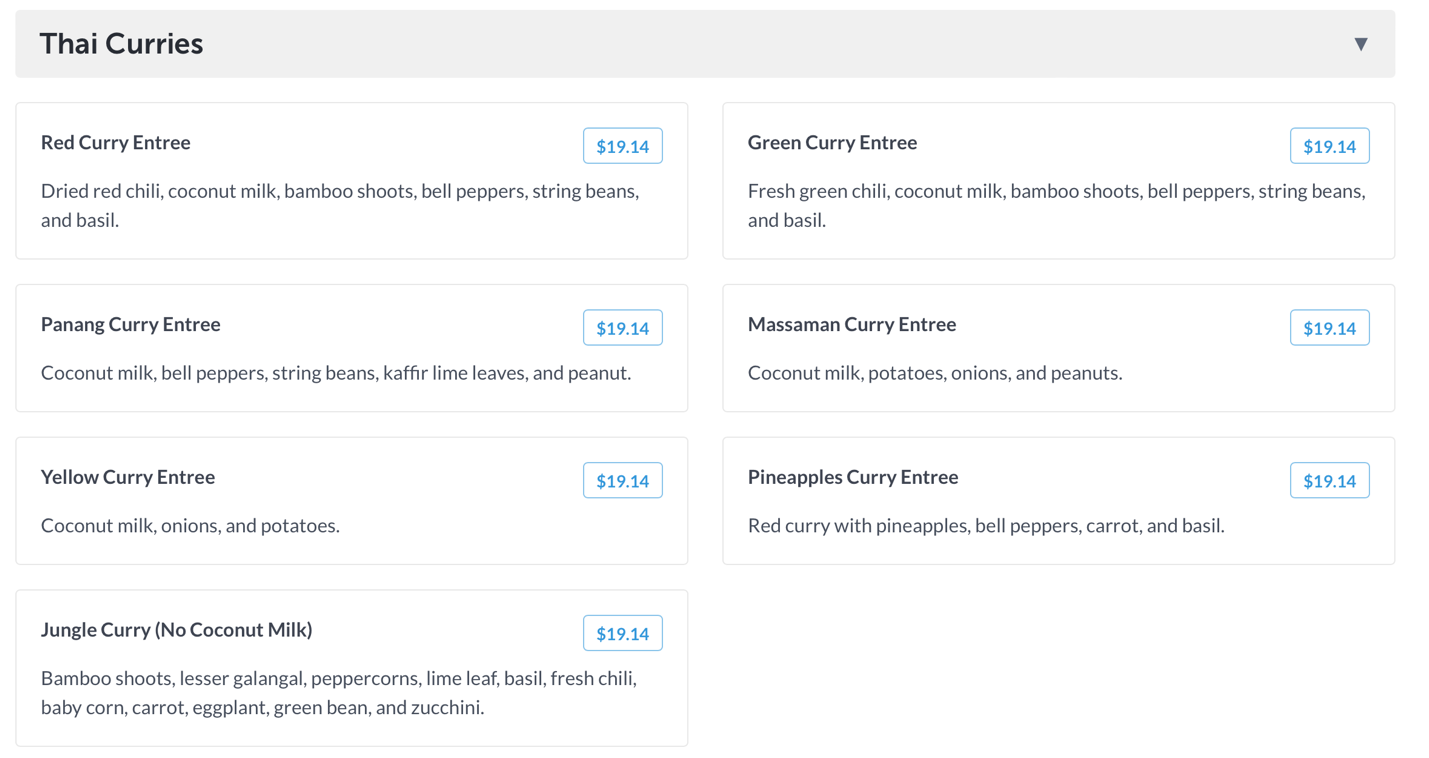 Thai Curries
▼
Red Curry Entree
$19.14
Dried red chili, coconut milk, bamboo shoots, bell peppers, string beans,
and basil.
Green Curry Entree
$19.14
Fresh green chili, coconut milk, bamboo shoots, bell peppers, string beans,
and basil.
Panang Curry Entree
$19.14
Coconut milk, bell peppers, string beans, kaffir lime leaves, and peanut.
Massaman Curry Entree
$19.14
Coconut milk, potatoes, onions, and peanuts.
Yellow Curry Entree
$19.14
Coconut milk, onions, and potatoes.
Pineapples Curry Entree
$19.14
Red curry with pineapples, bell peppers, carrot, and basil.
Jungle Curry (No Coconut Milk)
$19.14
Bamboo shoots, lesser galangal, peppercorns, lime leaf, basil, fresh chili,
baby corn, carrot, eggplant, green bean, and zucchini.